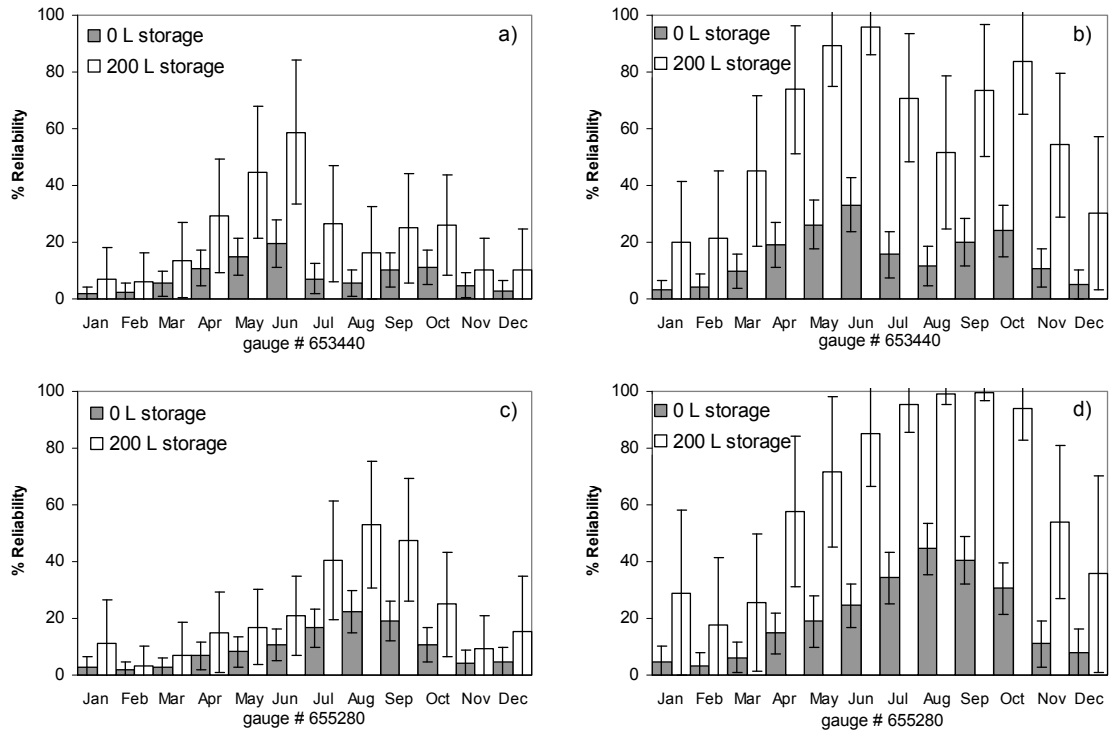 a)
0 L storage
200 L storage
% Reliability
100
80
60
40
20
0
Jan Feb Mar Apr May Jun Jul Aug Sep Oct Nov Dec
gauge # 653440
b)
0 L storage
200 L storage
% Reliability
100
80
60
40
20
0
Jan Feb Mar Apr May Jun Jul Aug Sep Oct Nov Dec
gauge # 653440
c)
0 L storage
200 L storage
% Reliability
100
80
60
40
20
0
Jan Feb Mar Apr May Jun Jul Aug Sep Oct Nov Dec
gauge # 655280
d)
0 L storage
200 L storage
% Reliability
100
80
60
40
20
0
Jan Feb Mar Apr May Jun Jul Aug Sep Oct Nov Dec
gauge # 655280